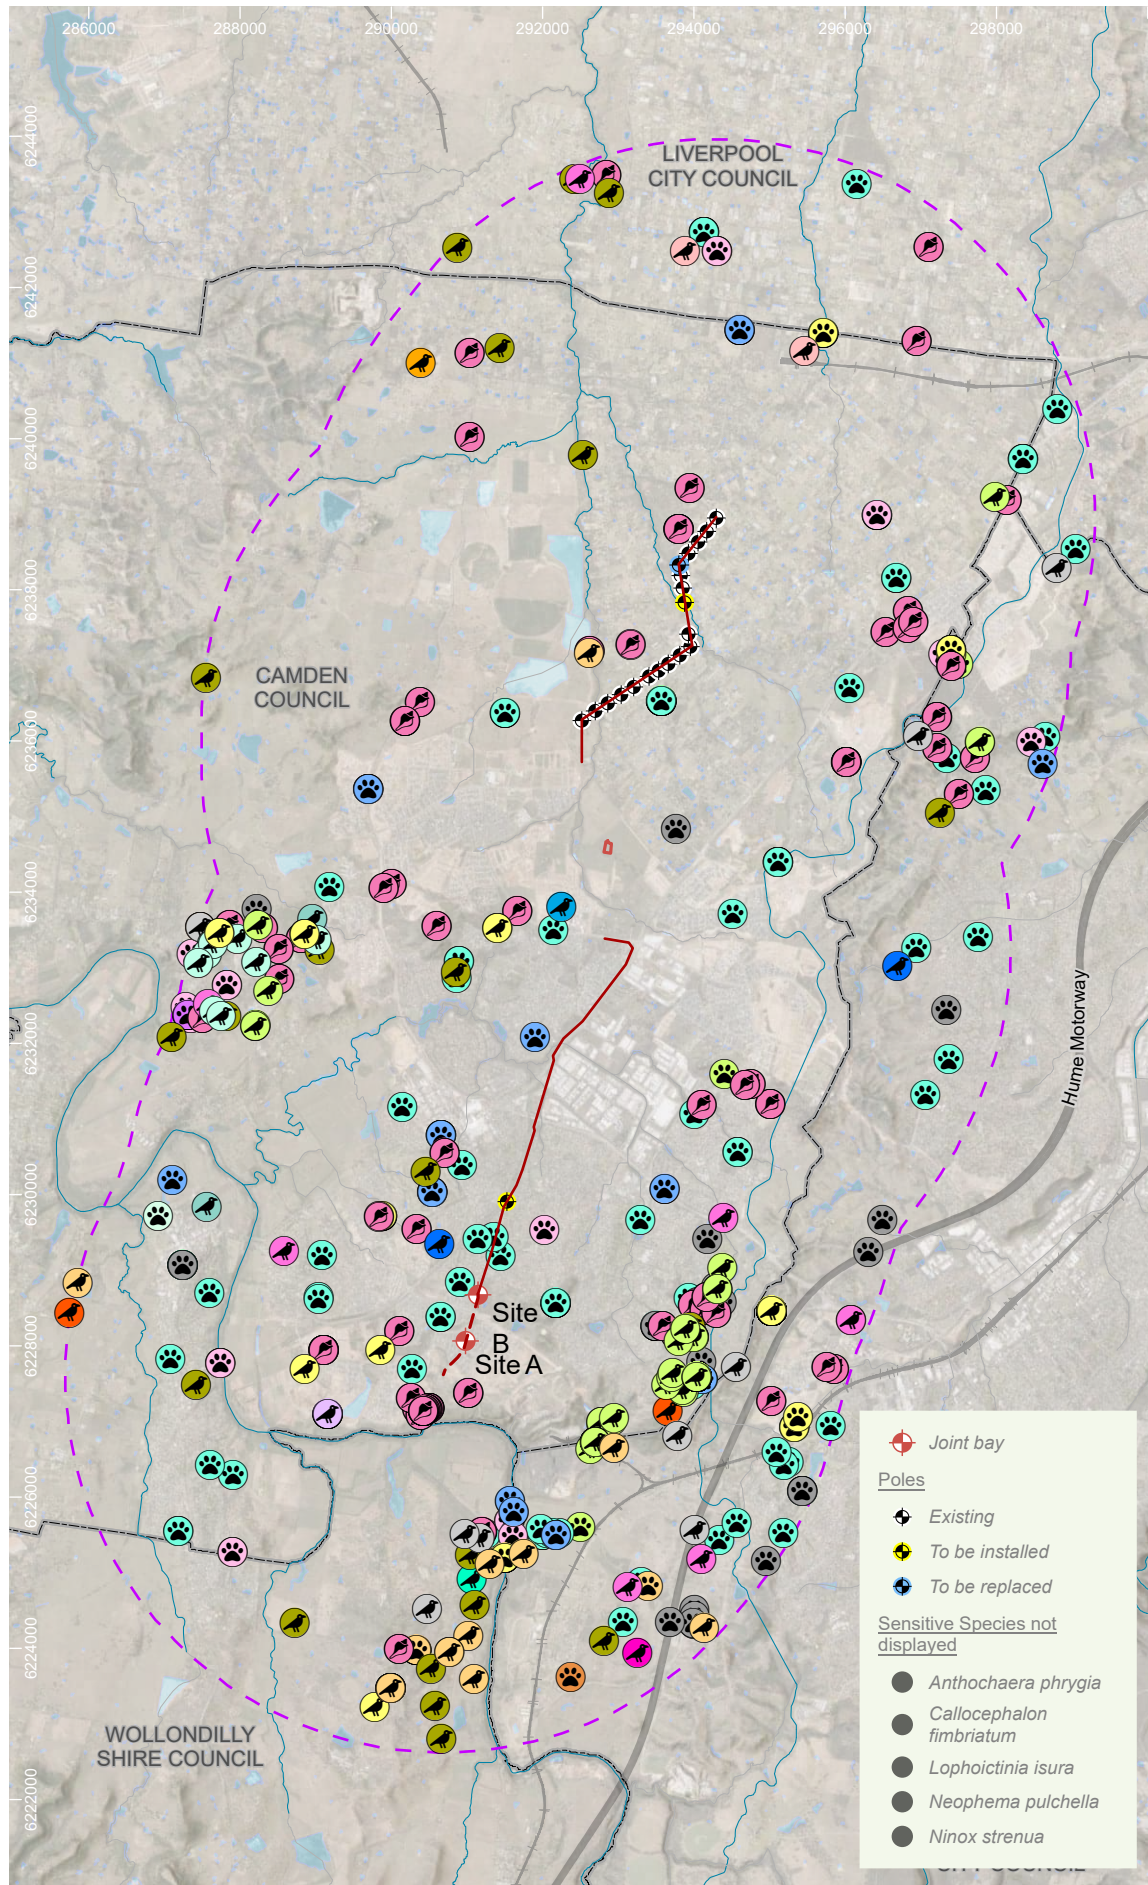 286000
288000
290000
292000
294000
296000
298000
6244000
LIVERPOOL
CITY COUNCIL
6242000
6240000
6238000
CAMDEN
COUNCIL
6236000
6234000
6232000
Hume Motorway
6230000
Site
B
6228000
Site A
Joint bay
Poles
6226000
Existing
To be installed
To be replaced
Sensitive Species not
displayed
6224000
Anthochaera phrygia
Callocephalon
fimbriatum
WOLLONDILLY
SHIRE COUNCIL
Lophoictinia isura
6222000
Neophema pulchella
Ninox strenua
CITY COUNCIL